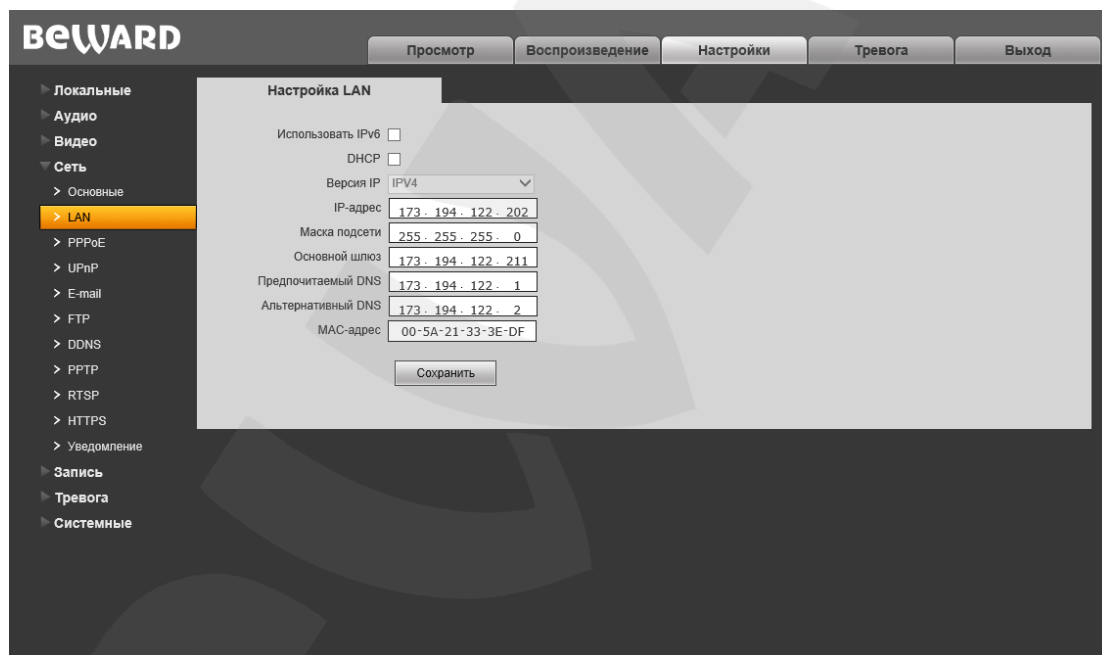 BEWARD
Просмотр Воспроизведение Настройки Тревога Выход
Локальные
Аудио
Видео
Сеть
Основные
LAN
PPPoE
UPnP
E-mail
FTP
DDNS
PPTP
RTSP
HTTPS
Уведомление
Запись
Тревога
Системные
Настройка LAN
Использовать IPv6
DHCP
Версия IP IPV4
IP-адрес 173 . 194 . 122 . 202
Маска подсети 255 . 255 . 255 . 0
Основной шлюз 173 . 194 . 122 . 211
Предпочитаемый DNS 173 . 194 . 122 . 1
Альтернативный DNS 173 . 194 . 122 . 2
MAC-адрес 00-5A-21-33-3E-DF
Сохранить